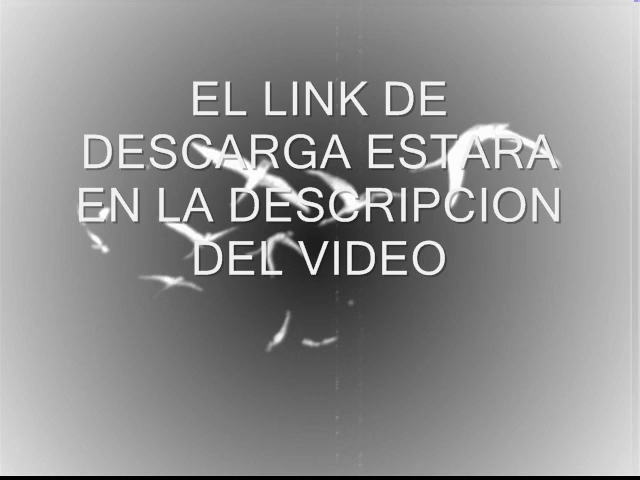 EL LINK DE
DESCARGA ESTARA
EN LA DESCRIPCION
DEL VIDEO